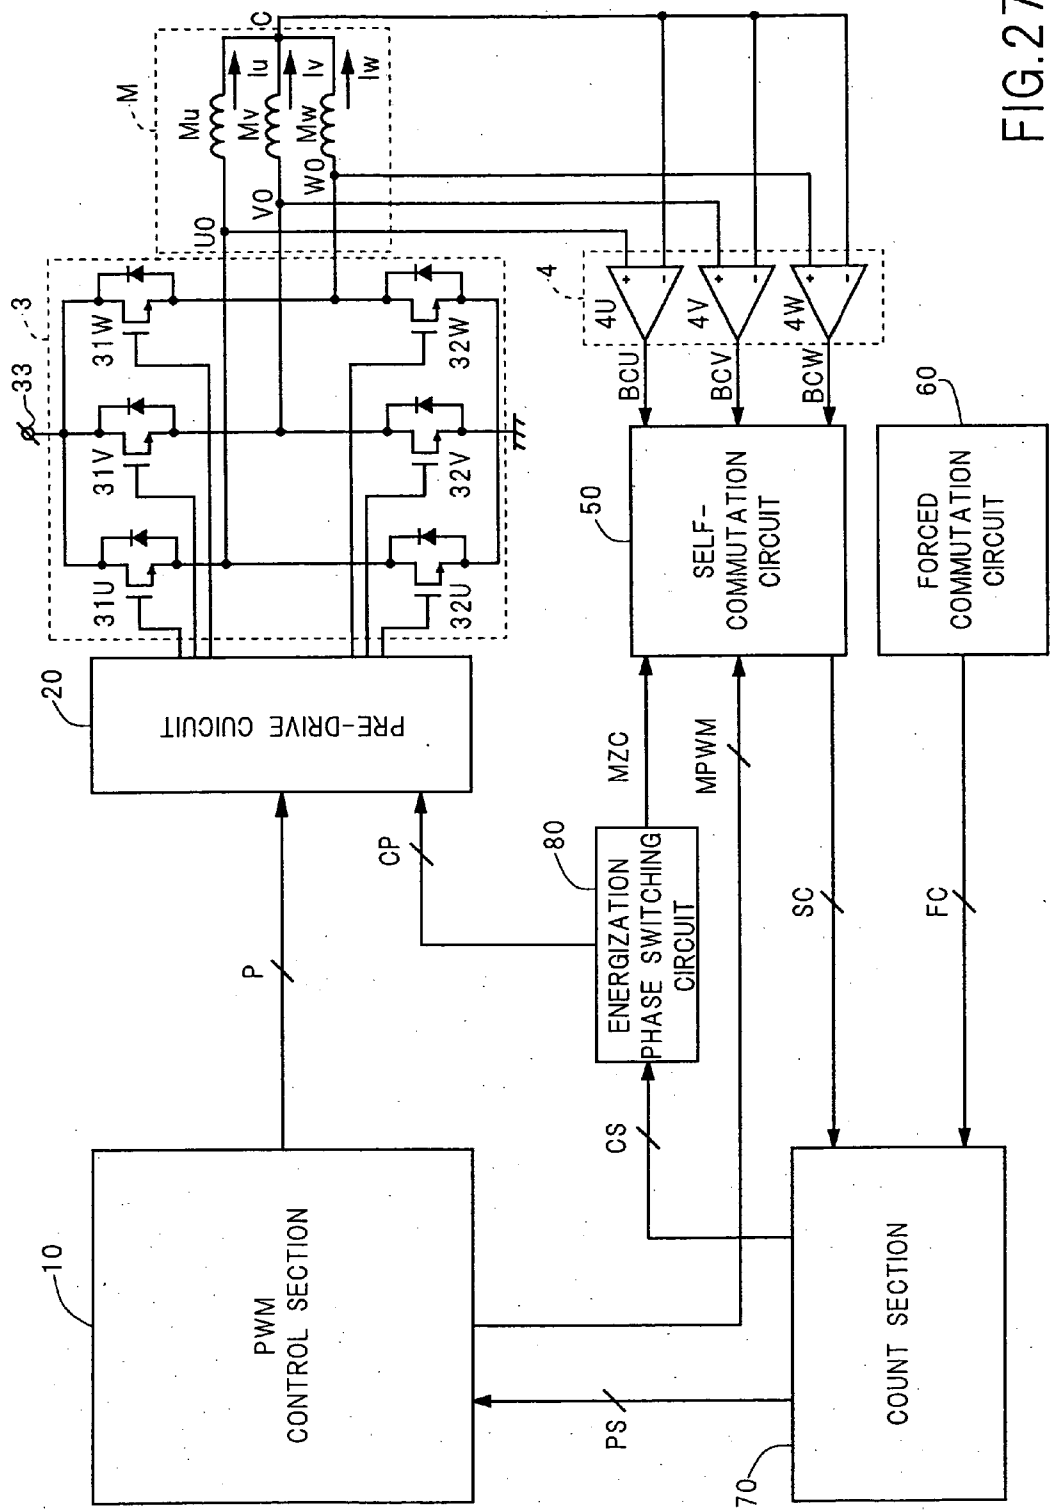 FIG.27
10
PWM
CONTROL SECTION
P
20
PRE-DRIVE CUICUIT
CP
3
33
31U
31V
31W
32U
32V
32W
M
Mu
Mv
Mw
Iu
Iv
Iw
C
U0
V0
W0
4
4U
4V
4W
+
-
+
-
+
-
BCU
BCV
BCW
50
SELF-
COMMUTATION
CIRCUIT
60
FORCED
COMMUTATION
CIRCUIT
MZC
MPWM
80
ENERGIZATION
PHASE SWITCHING
CIRCUIT
SC
FC
CS
PS
70
COUNT SECTION